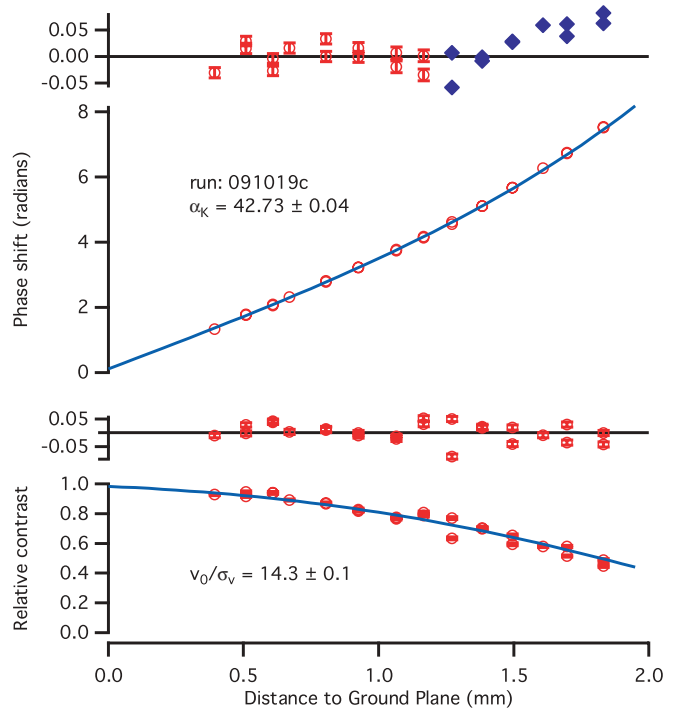 0.05
0.00
-0.05
8
6
4
2
0
Phase shift (radians)
run: 091019c
αK = 42.73 ± 0.04
0.05
-0.05
1.0
0.8
0.6
0.4
0.2
0.0
Relative contrast
v0/σv = 14.3 ± 0.1
0.0 0.5 1.0 1.5 2.0
Distance to Ground Plane (mm)